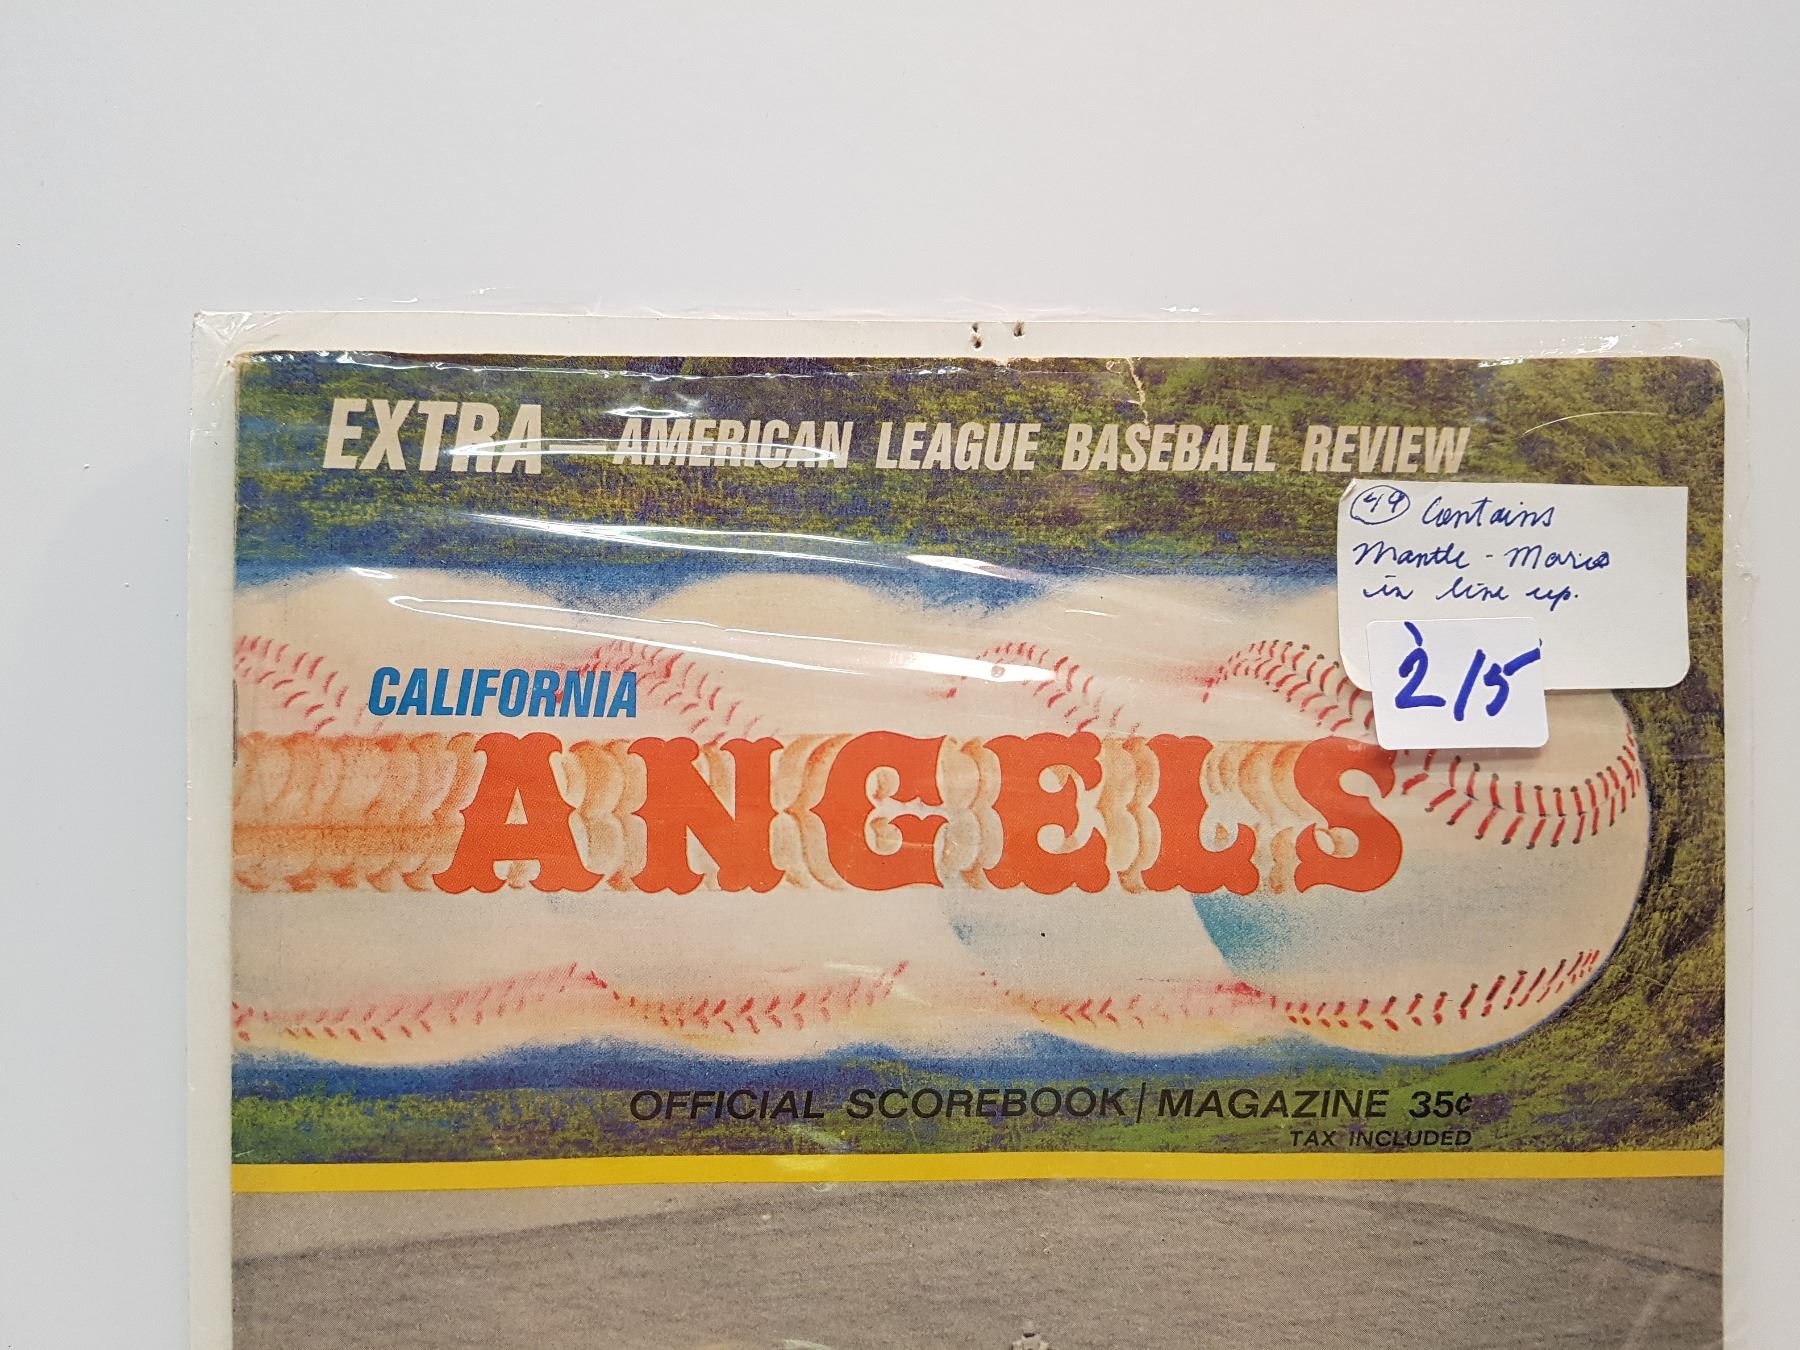 EXTRA—AMERICAN LEAGUE BASEBALL REVIEW
49 Contains
Mantle - Maris
in line up.
2/5
CALIFORNIA
ANGELS
OFFICIAL SCOREBOOK/MAGAZINE 35¢
TAX INCLUDED